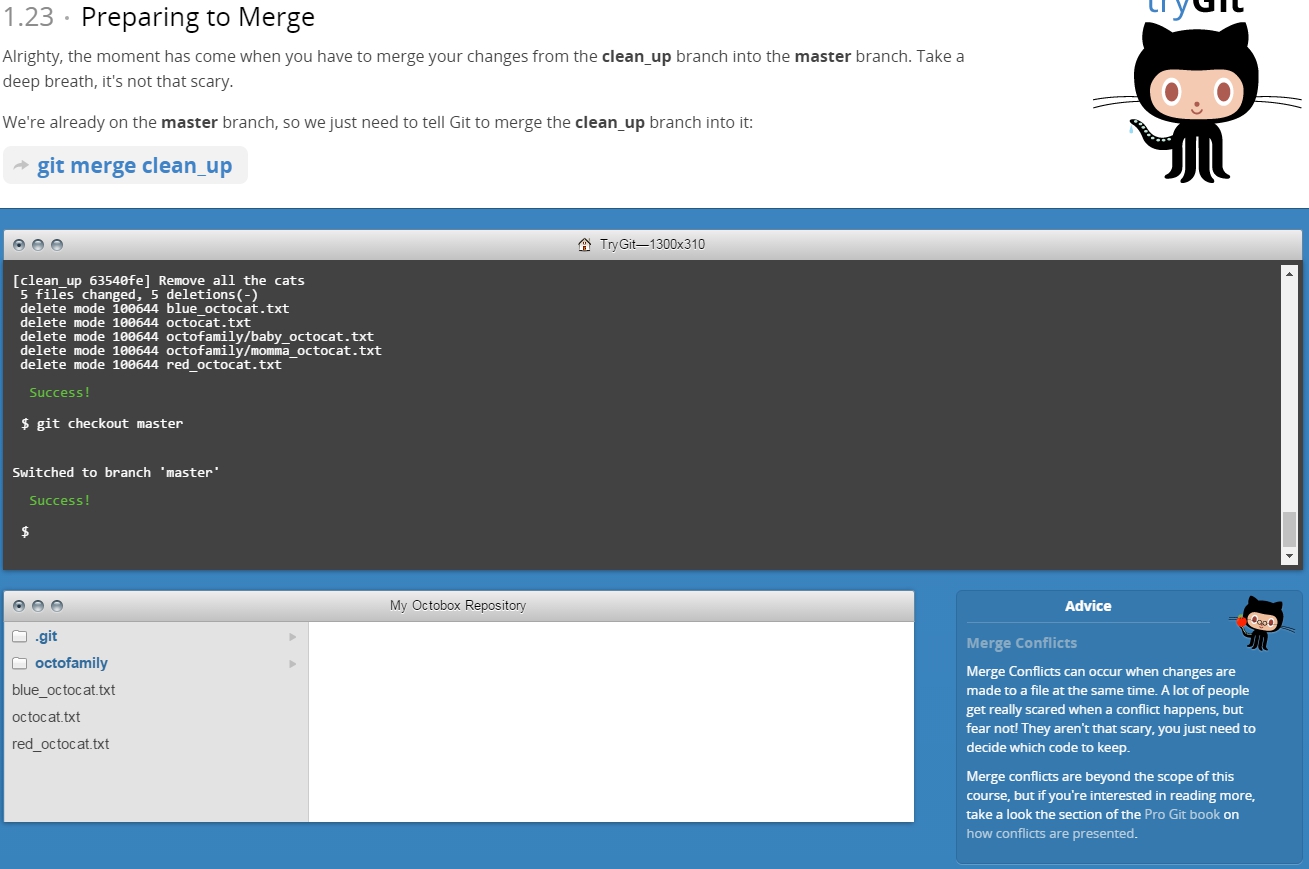 tryGit
1.23 · Preparing to Merge
Alrighty, the moment has come when you have to merge your changes from the clean_up branch into the master branch. Take a
deep breath, it's not that scary.
We're already on the master branch, so we just need to tell Git to merge the clean_up branch into it:
git merge clean_up
TryGit—1300x310
[clean_up 63540fe] Remove all the cats
5 files changed, 5 deletions(-)
delete mode 100644 blue_octocat.txt
delete mode 100644 octocat.txt
delete mode 100644 octofamily/baby_octocat.txt
delete mode 100644 octofamily/momma_octocat.txt
delete mode 100644 red_octocat.txt
Success!
$ git checkout master
Switched to branch 'master'
Success!
$
My Octobox Repository
.git
octofamily
blue_octocat.txt
octocat.txt
red_octocat.txt
Advice
Merge Conflicts
Merge Conflicts can occur when changes are
made to a file at the same time. A lot of people
get really scared when a conflict happens, but
fear not! They aren't that scary, you just need to
decide which code to keep.
Merge conflicts are beyond the scope of this
course, but if you're interested in reading more,
take a look the section of the Pro Git book on
how conflicts are presented.